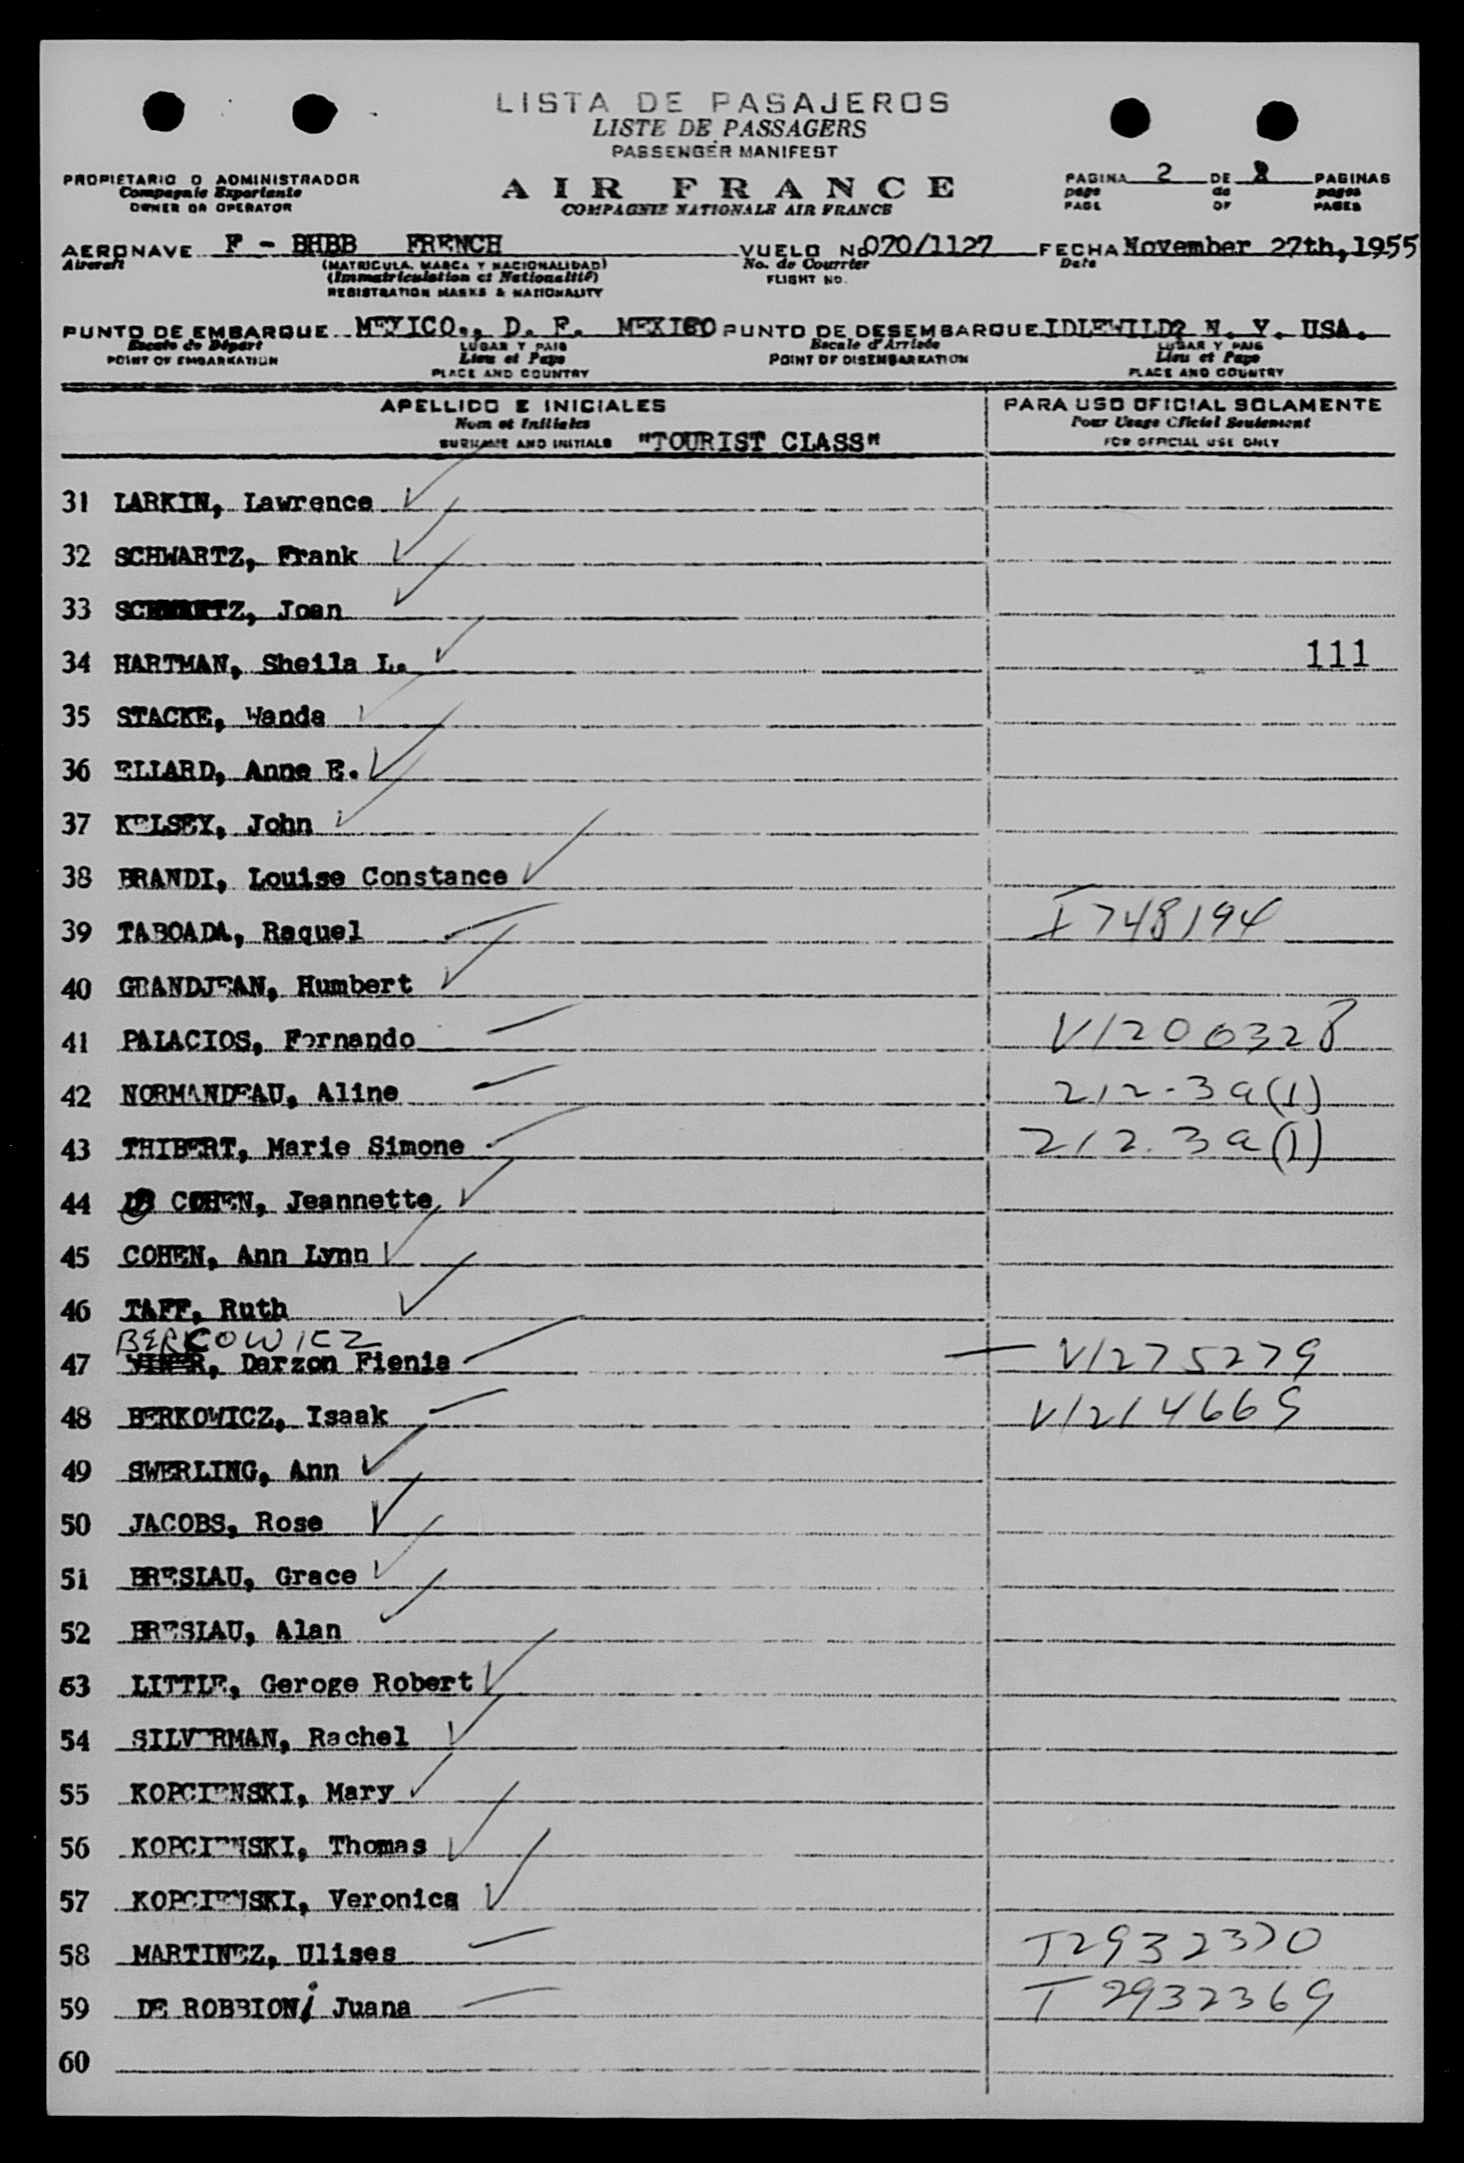 LISTA DE PASAJEROS
LISTE DE PASSAGERS
PASSENGER MANIFEST
PROPIETARIO O ADMINISTRADOR
Compagnie Exportante
OWNER OR OPERATOR
AIR FRANCE
COMPAGNIE NATIONALE AIR FRANCE
PAGINA 2 DE 2 PAGINAS
page de pages
PAGE OF PAGES
AERONAVE F - BHBB FRENCH VUELO No 070/1127 FECHA November 27th, 1955
Aircraft (MATRICULA, MARCA Y NACIONALIDAD) No. de Courrier Date
(Immatriculation et Nationalité) FLIGHT NO.
REGISTRATION MARKS & NATIONALITY
PUNTO DE EMBARQUE MEXICO., D. F. MEXICO PUNTO DE DESEMBARQUE IDLEWILD? N. Y. USA.
Escale de Départ LUGAR Y PAIS Escale d'Arrivée LUGAR Y PAIS
POINT OF EMBARKATION Lieu et Pays POINT OF DISEMBARKATION Lieu et Pays
PLACE AND COUNTRY PLACE AND COUNTRY
APELLIDO E INICIALES PARA USO OFICIAL SOLAMENTE
Nom et Initiales Pour Usage Officiel Seulement
SURNAME AND INITIALS "TOURIST CLASS" FOR OFFICIAL USE ONLY
31 LARKIN, Lawrence
32 SCHWARTZ, Frank
33 SCHWARTZ, Joan
34 HARTMAN, Sheila L. 111
35 STACKE, Wanda
36 ELLARD, Anne E.
37 KELSEY, John
38 BRANDI, Louise Constance
39 TABOADA, Raquel I748194
40 GRANDJEAN, Humbert
41 PALACIOS, Fernando V1200328
42 NORMANDEAU, Aline 212-3a(1)
43 THIBERT, Marie Simone 212.3a(1)
44 COHEN, Jeannette
45 COHEN, Ann Lynn
46 TAFF, Ruth
BERCOWICZ
47 Darzon Fienia V1275279
48 BERKOWICZ, Isaak V1214669
49 SWERLING, Ann
50 JACOBS, Rose
51 BRESLAU, Grace
52 BRESLAU, Alan
53 LITTLE, Geroge Robert
54 SILVERMAN, Rachel
55 KOPCIENSKI, Mary
56 KOPCIENSKI, Thomas
57 KOPCIENSKI, Veronica
58 MARTINEZ, Ulises T2932370
59 DE ROBBIONi Juana T2932369
60